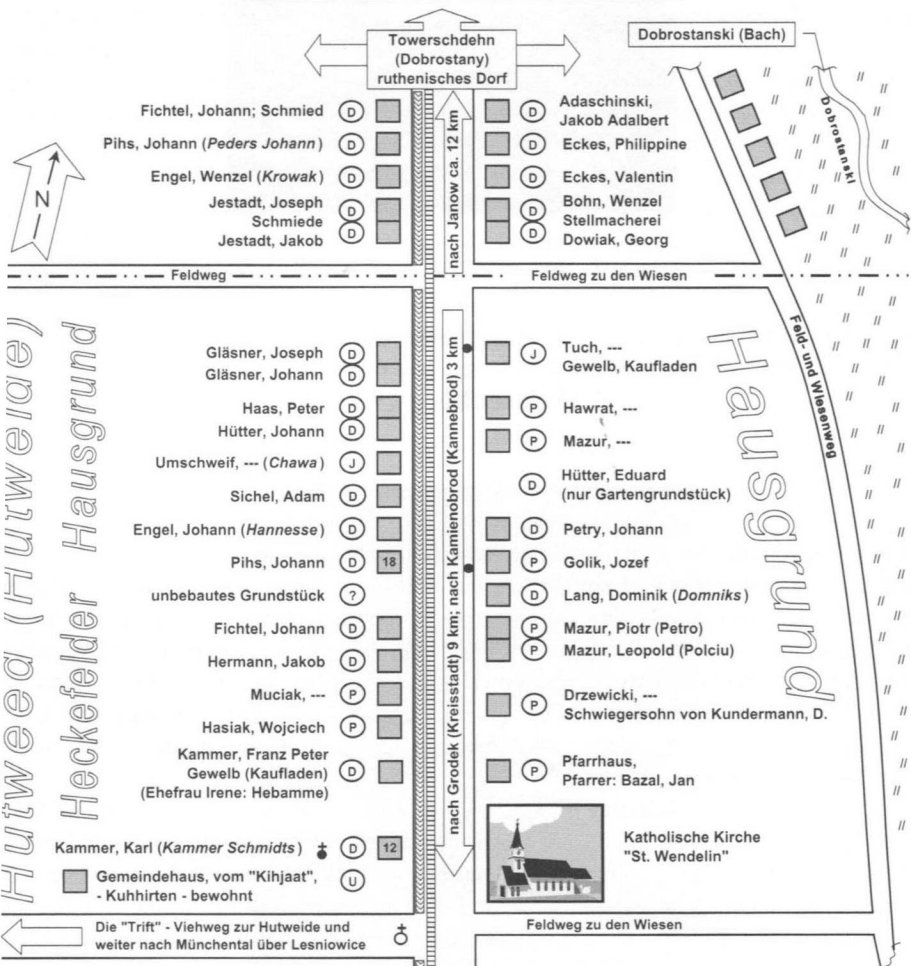 Towerschdehn
(Dobrostany)
ruthenisches Dorf
Dobrostanski (Bach)
Dobrostanski
N
nach Janow ca. 12 km
Fichtel, Johann; Schmied D
Pihs, Johann (Peders Johann) D
Engel, Wenzel (Krowak) D
Jestadt, Joseph D
Schmiede
Jestadt, Jakob D
D Adaschinski,
Jakob Adalbert
D Eckes, Philippine
D Eckes, Valentin
D Bohn, Wenzel
Stellmacherei
D Dowiak, Georg
Feldweg
Feldweg zu den Wiesen
Feld- und Wiesenweg
Hutweed (Hutweide)
Heckefelder Hausgrund
Gläsner, Joseph D
Gläsner, Johann D
Haas, Peter D
Hütter, Johann D
Umschweif, --- (Chawa) J
Sichel, Adam D
Engel, Johann (Hannesse) D
Pihs, Johann D 18
unbebautes Grundstück ?
Fichtel, Johann D
Hermann, Jakob D
Muciak, --- P
Hasiak, Wojciech P
Kammer, Franz Peter
Gewelb (Kaufladen) D
(Ehefrau Irene: Hebamme)
Kammer, Karl (Kammer Schmidts) D 12
Gemeindehaus, vom "Kihjaat", U
- Kuhhirten - bewohnt
nach Grodek (Kreisstadt) 9 km; nach Kamienobrod (Kannebrod) 3 km
J Tuch, ---
Gewelb, Kaufladen
P Hawrat, ---
P Mazur, ---
D Hütter, Eduard
(nur Gartengrundstück)
D Petry, Johann
P Golik, Jozef
D Lang, Dominik (Domniks)
P Mazur, Piotr (Petro)
P Mazur, Leopold (Polciu)
P Drzewicki, ---
Schwiegersohn von Kundermann, D.
P Pfarrhaus,
Pfarrer: Bazal, Jan
Hausgrund
Katholische Kirche
"St. Wendelin"
Die "Trift" - Viehweg zur Hutweide und
weiter nach Münchental über Lesniowice
Feldweg zu den Wiesen